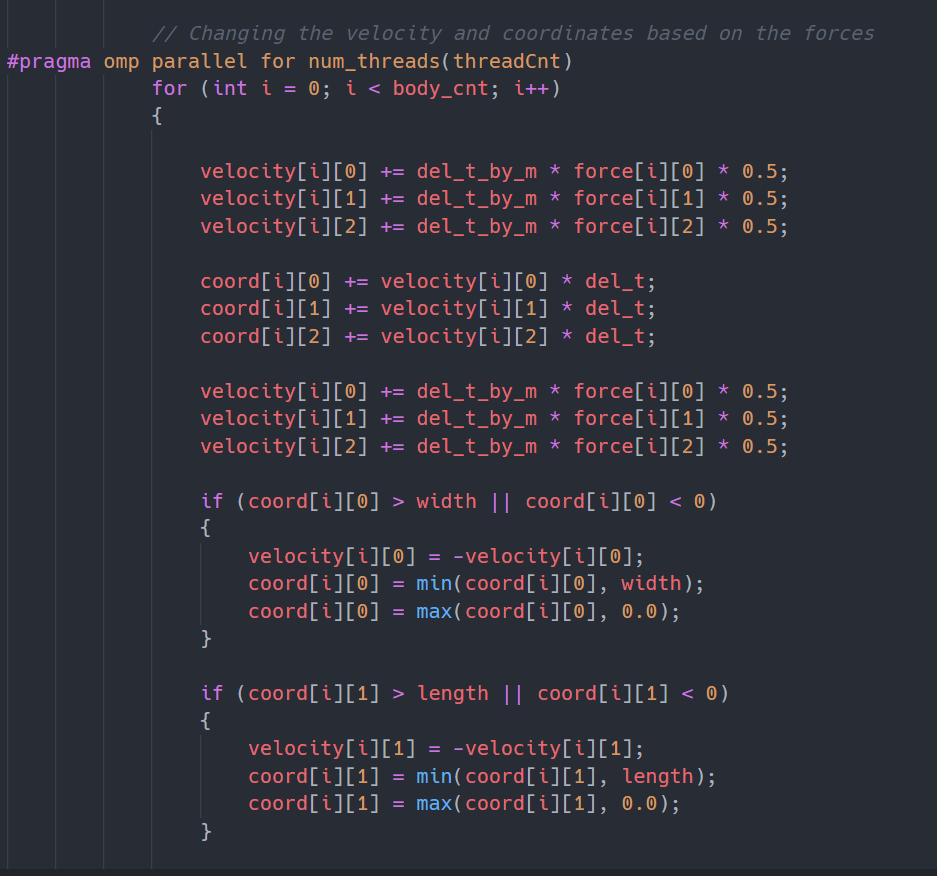 // Changing the velocity and coordinates based on the forces
#pragma omp parallel for num_threads(threadCnt)
for (int i = 0; i < body_cnt; i++)
{
velocity[i][0] += del_t_by_m * force[i][0] * 0.5;
velocity[i][1] += del_t_by_m * force[i][1] * 0.5;
velocity[i][2] += del_t_by_m * force[i][2] * 0.5;
coord[i][0] += velocity[i][0] * del_t;
coord[i][1] += velocity[i][1] * del_t;
coord[i][2] += velocity[i][2] * del_t;
velocity[i][0] += del_t_by_m * force[i][0] * 0.5;
velocity[i][1] += del_t_by_m * force[i][1] * 0.5;
velocity[i][2] += del_t_by_m * force[i][2] * 0.5;
if (coord[i][0] > width || coord[i][0] < 0)
{
velocity[i][0] = -velocity[i][0];
coord[i][0] = min(coord[i][0], width);
coord[i][0] = max(coord[i][0], 0.0);
}
if (coord[i][1] > length || coord[i][1] < 0)
{
velocity[i][1] = -velocity[i][1];
coord[i][1] = min(coord[i][1], length);
coord[i][1] = max(coord[i][1], 0.0);
}